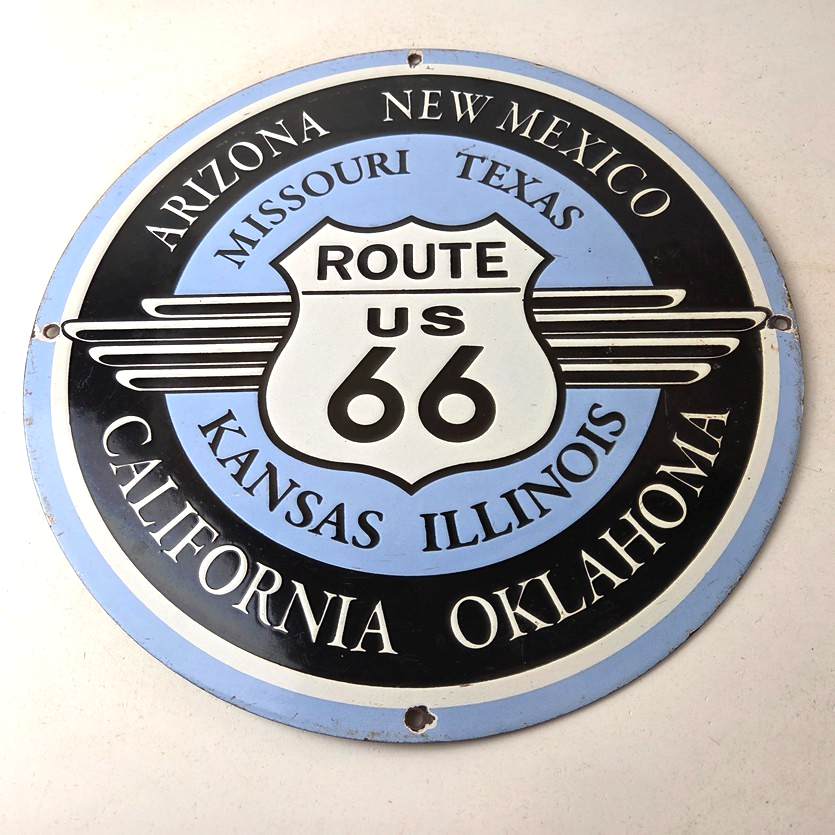 ARIZONA NEW MEXICO
MISSOURI TEXAS
ROUTE
US
66
KANSAS ILLINOIS
CALIFORNIA OKLAHOMA